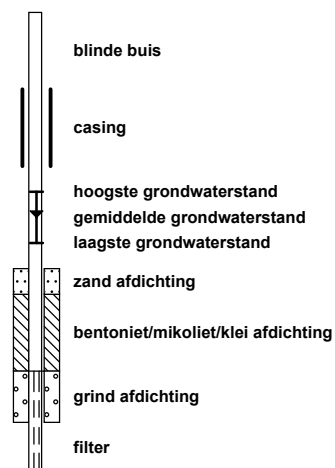 blinde buis
casing
hoogste grondwaterstand
gemiddelde grondwaterstand
laagste grondwaterstand
zand afdichting
bentoniet/mikoliet/klei afdichting
grind afdichting
filter